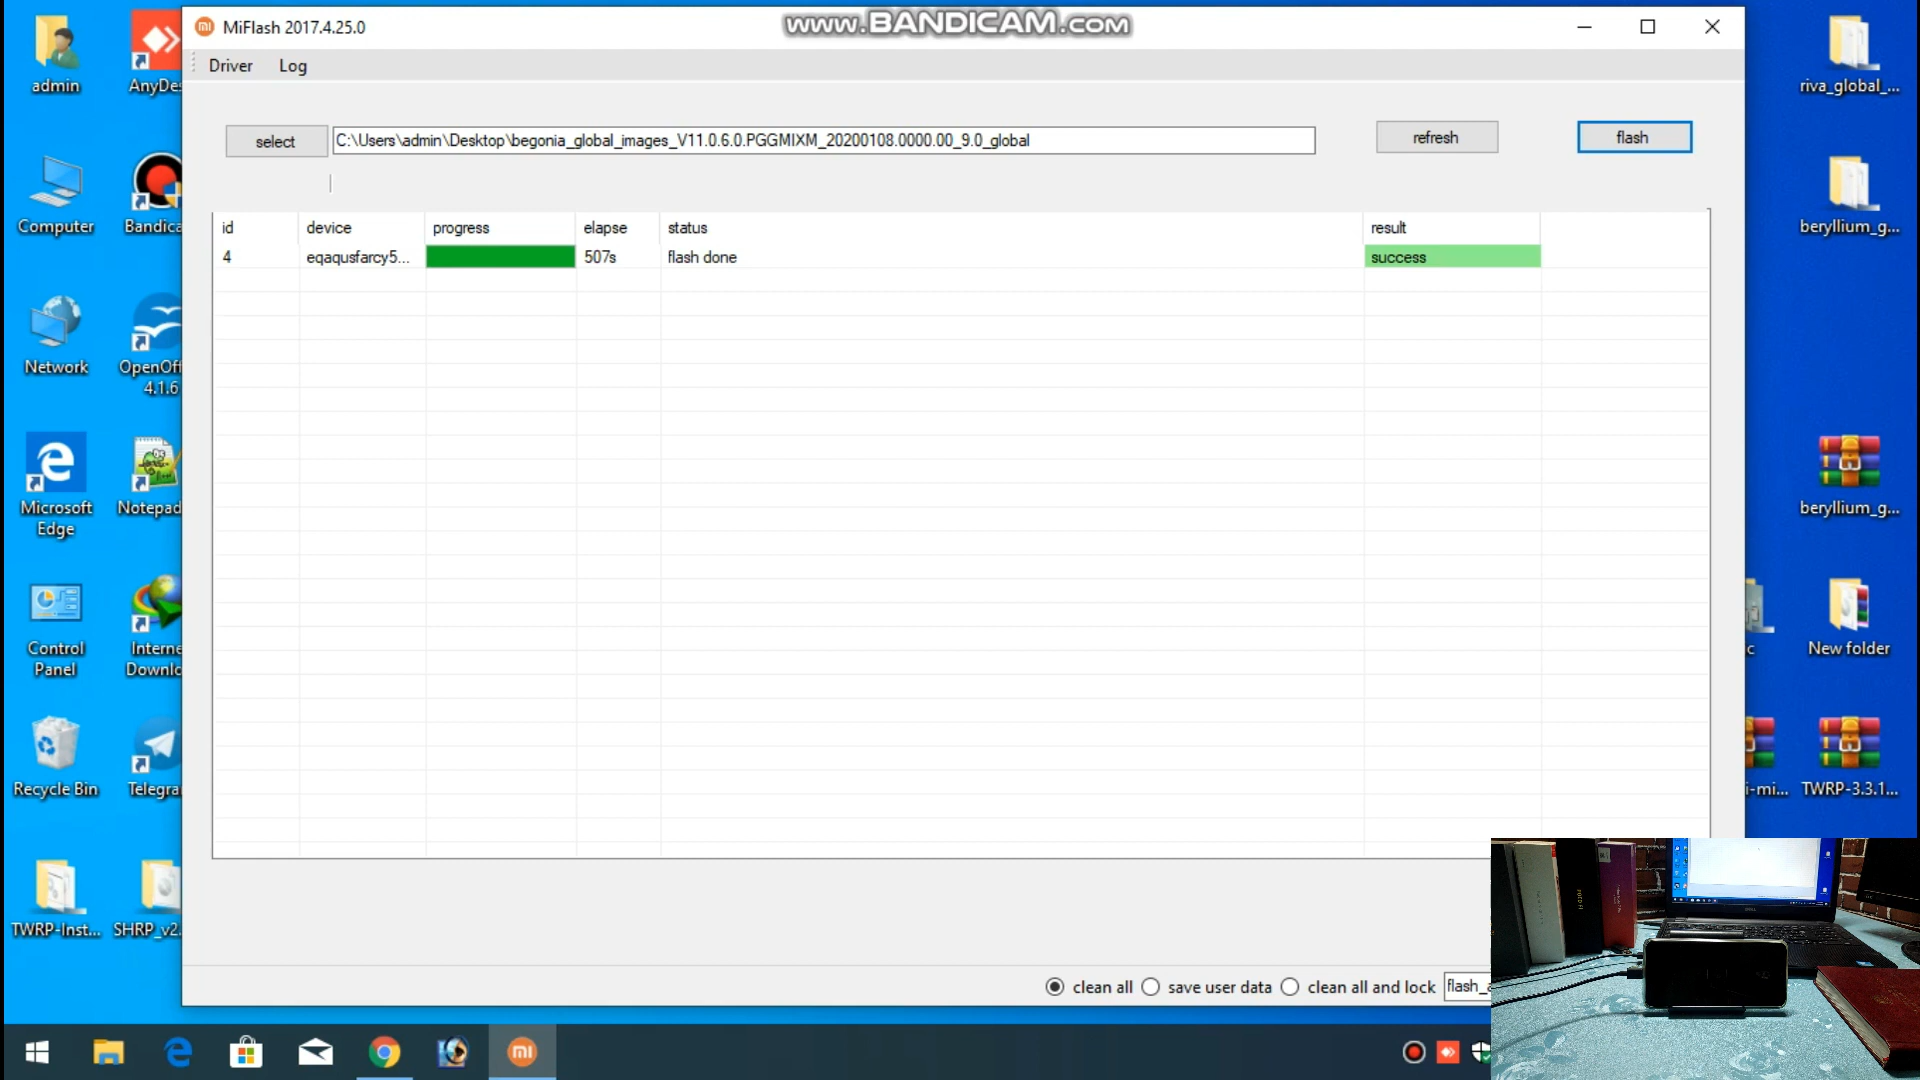 www.BANDICAM.com
MiFlash 2017.4.25.0
Driver Log
select C:\Users\admin\Desktop\begonia_global_images_V11.0.6.0.PGGMIXM_20200108.0000.00_9.0_global refresh flash
id device progress elapse status result
4 eqaqusfarcy5... 507s flash done success
clean all save user data clean all and lock flash_a
admin
AnyDes
Computer
Bandica
Network
OpenOff
4.1.6
Microsoft
Edge
Notepad
Control
Panel
Interne
Downlo
Recycle Bin
Telegra
TWRP-Inst...
SHRP_v2.
riva_global_...
beryllium_g...
beryllium_g...
c
New folder
i-mi...
TWRP-3.3.1...